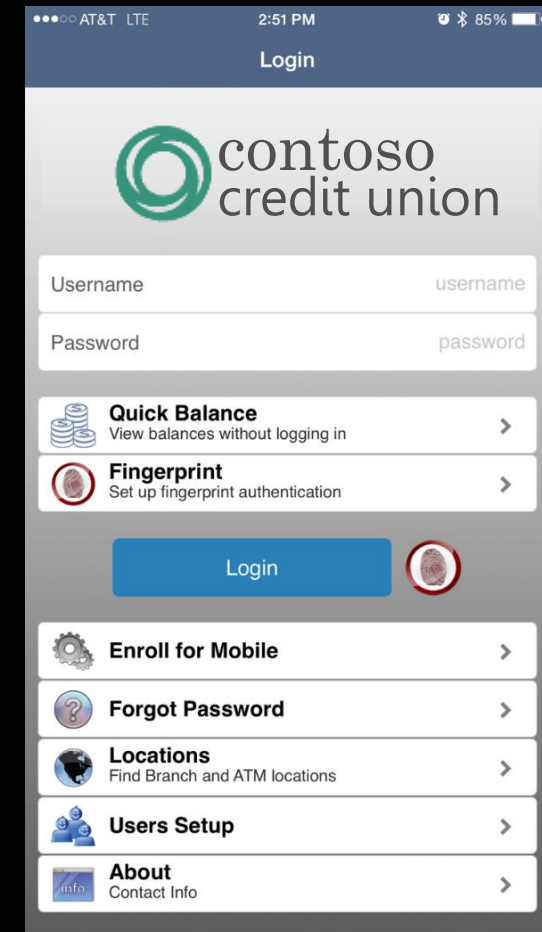 AT&T LTE 2:51 PM 85%
Login
contoso
credit union
Username username
Password password
Quick Balance
View balances without logging in
Fingerprint
Set up fingerprint authentication
Login
Enroll for Mobile
?
Forgot Password
Locations
Find Branch and ATM locations
Users Setup
info
About
Contact Info